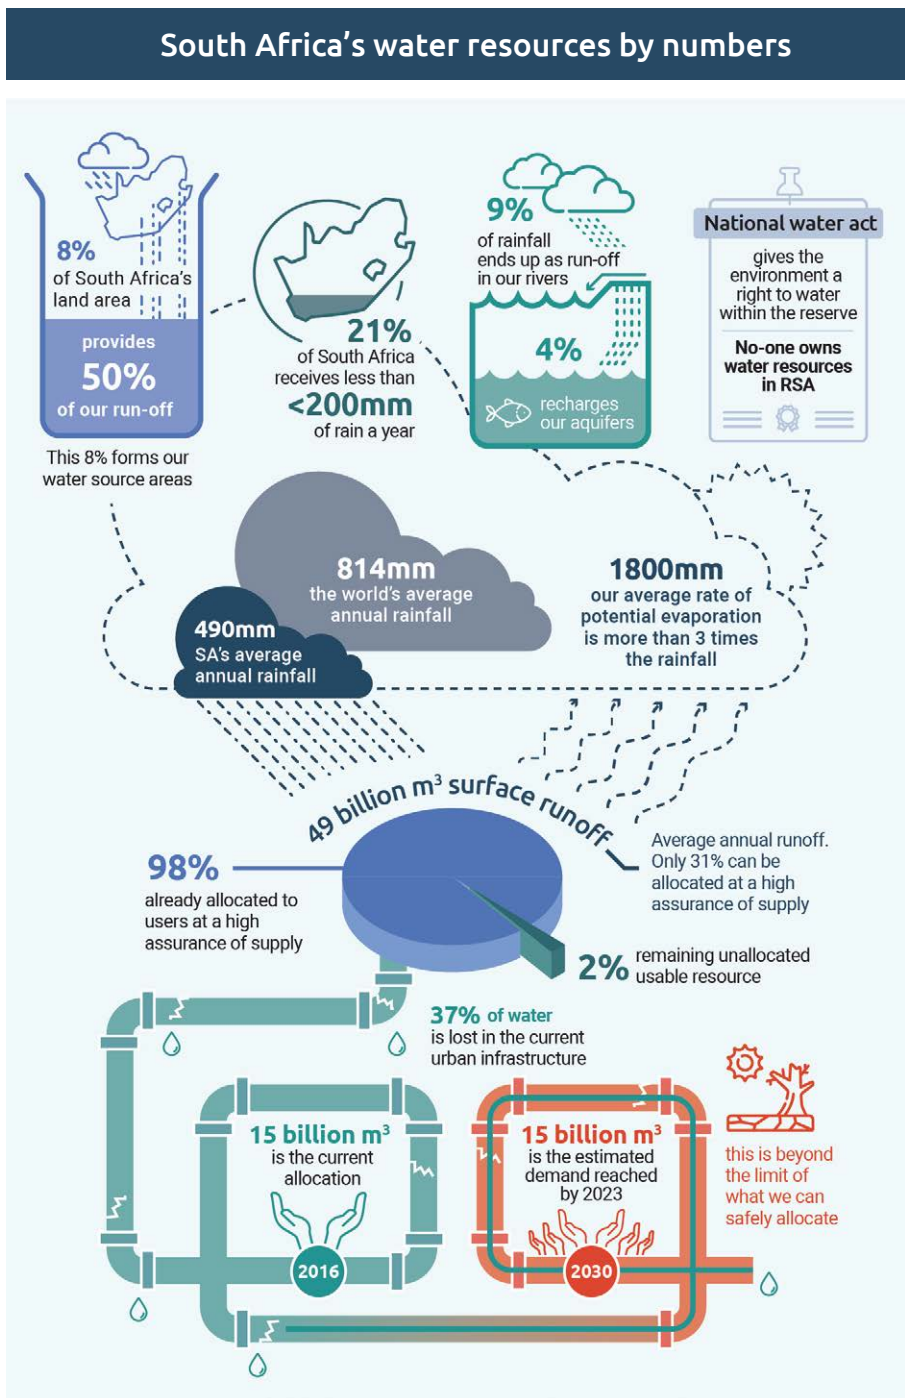 South Africa's water resources by numbers
8%
of South Africa's
land area
provides
50%
of our run-off
This 8% forms our
water source areas
21%
of South Africa
receives less than
<200mm
of rain a year
9%
of rainfall
ends up as run-off
in our rivers
4%
recharges
our aquifers
National water act
gives the
environment a
right to water
within the reserve
No-one owns
water resources
in RSA
814mm
the world's average
annual rainfall
490mm
SA's average
annual rainfall
1800mm
our average rate of
potential evaporation
is more than 3 times
the rainfall
49 billion m³ surface runoff
Average annual runoff.
Only 31% can be
allocated at a high
assurance of supply
98%
already allocated to
users at a high
assurance of supply
2% remaining unallocated
usable resource
37% of water
is lost in the current
urban infrastructure
15 billion m³
is the current
allocation
2016
15 billion m³
is the estimated
demand reached
by 2023
2030
this is beyond
the limit of
what we can
safely allocate